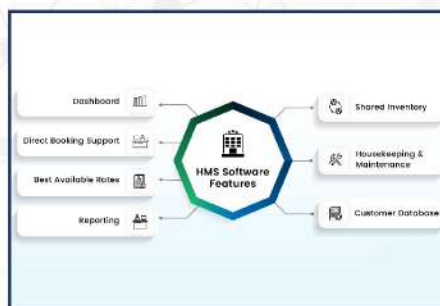 Dashboard
Direct Booking Support
Best Available Rates
Reporting
HMS Software
Features
Shared Inventory
Housekeeping &
Maintenance
Customer Database